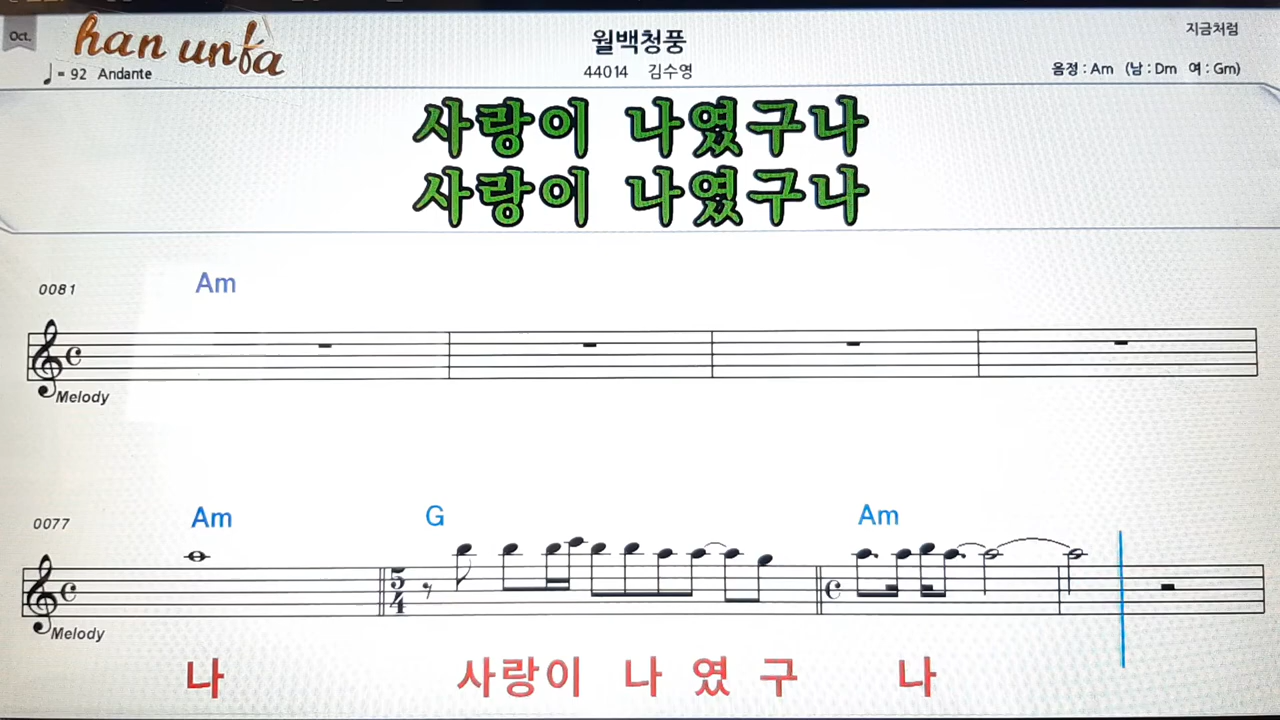 Oct.
han unfa
월백청풍
지금처럼
♩= 92 Andante
44014 김수영
음정 : Am (남 : Dm 여 : Gm)
사랑이 나였구나
사랑이 나였구나
0081
Am
Melody
0077
Am G Am
5
4
Melody
나 사랑이 나 였 구 나